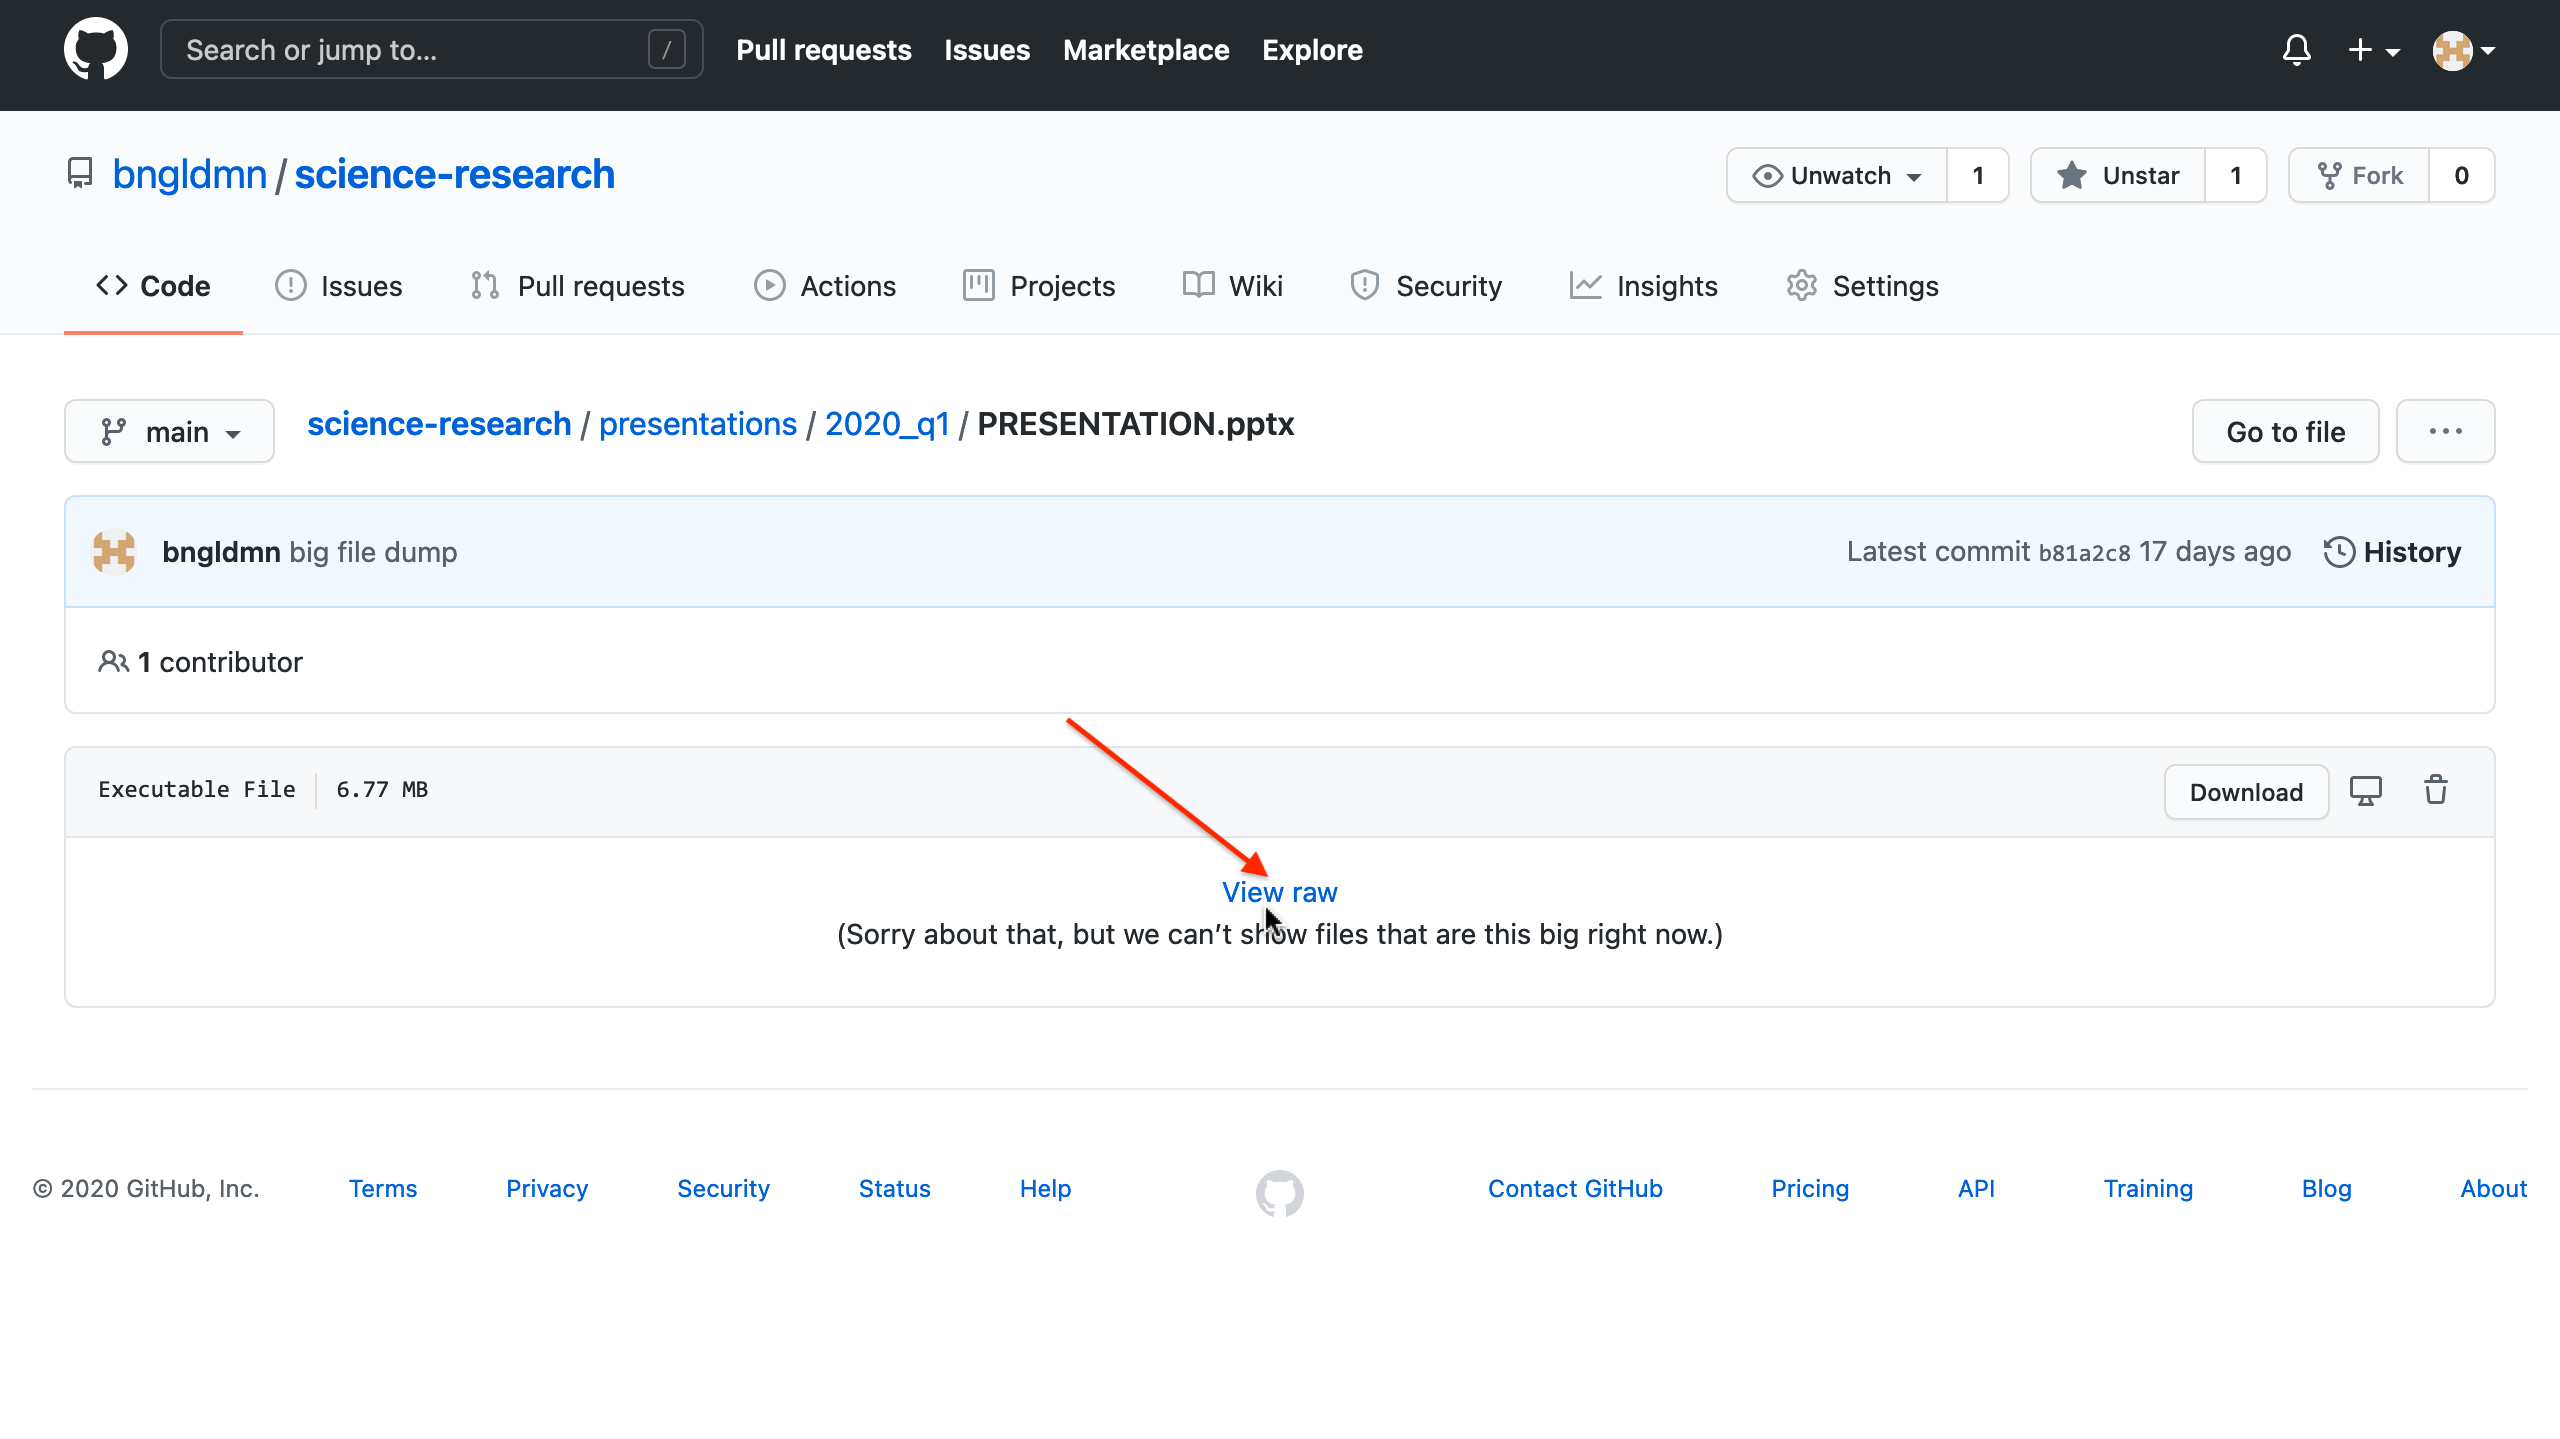 Search or jump to... / Pull requests Issues Marketplace Explore
bngldmn / science-research Unwatch 1 Unstar 1 Fork 0
Code Issues Pull requests Actions Projects Wiki Security Insights Settings
main science-research / presentations / 2020_q1 / PRESENTATION.pptx Go to file ...
bngldmn big file dump Latest commit b81a2c8 17 days ago History
1 contributor
Executable File 6.77 MB Download
View raw
(Sorry about that, but we can’t show files that are this big right now.)
© 2020 GitHub, Inc. Terms Privacy Security Status Help Contact GitHub Pricing API Training Blog About